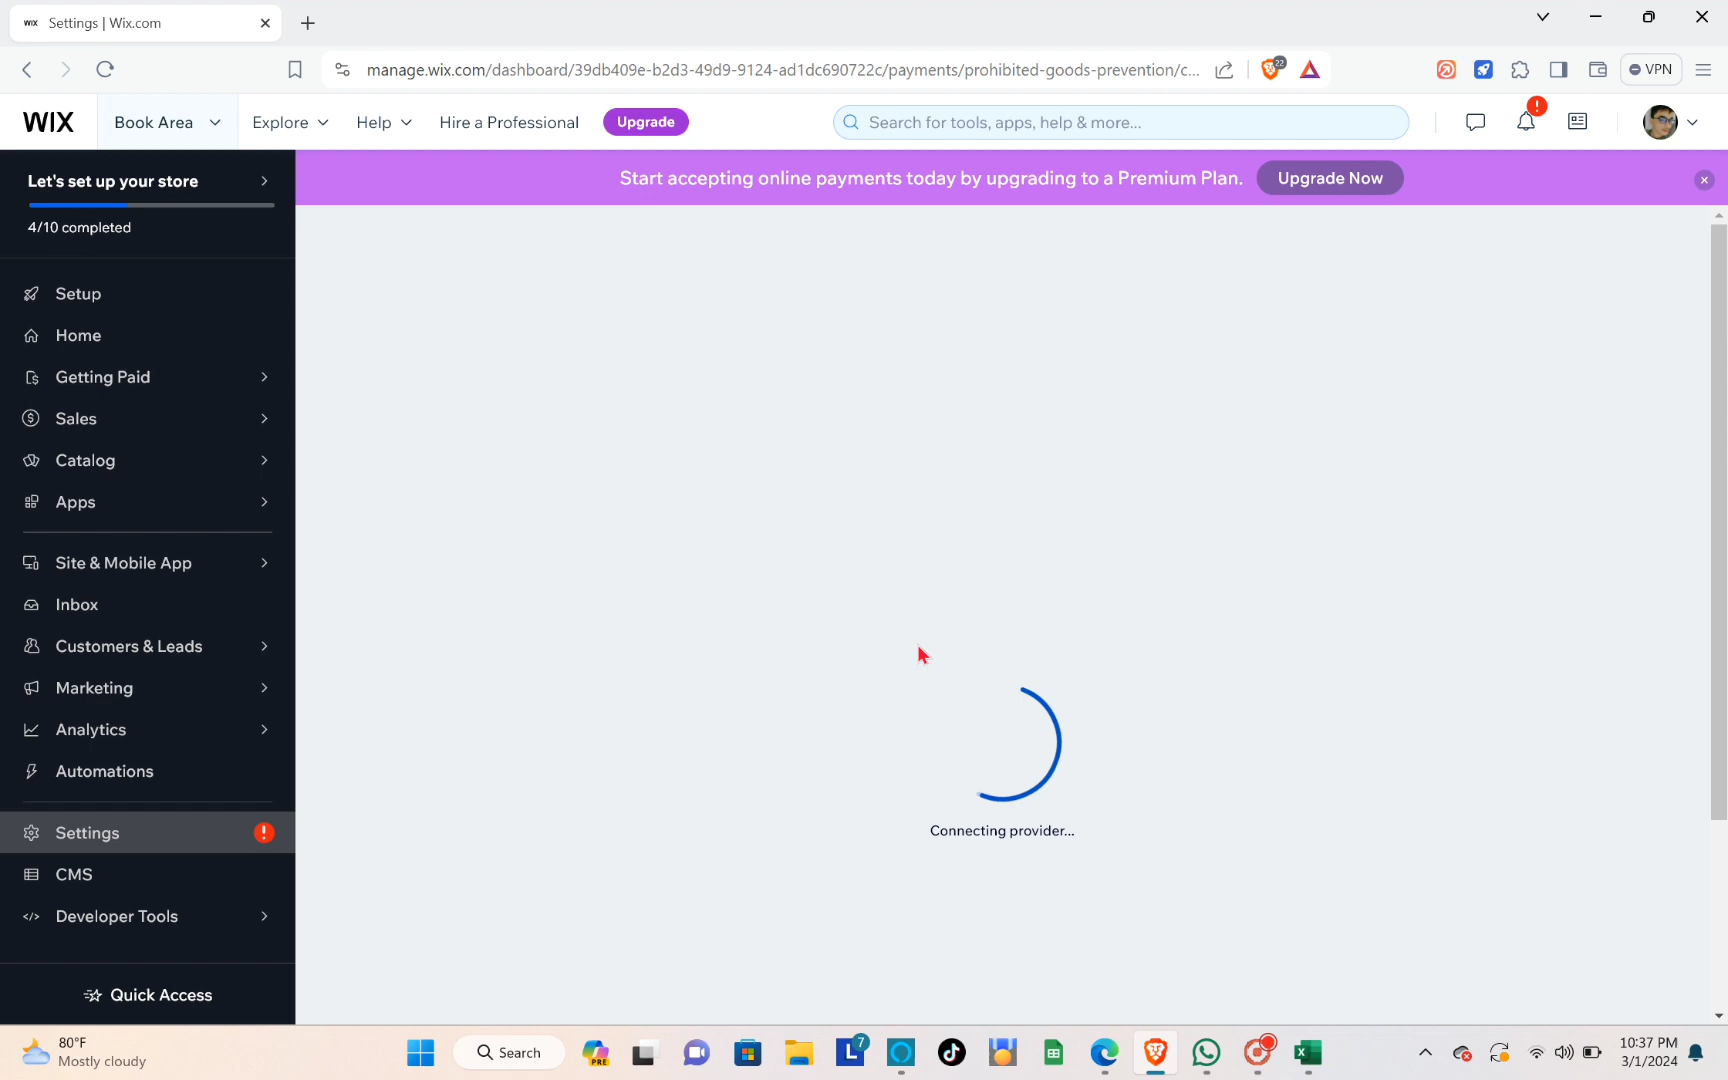 WIX Settings | Wix.com
manage.wix.com/dashboard/39db409e-b2d3-49d9-9124-ad1dc690722c/payments/prohibited-goods-prevention/c...
22
VPN
WIX
Book Area
Explore
Help
Hire a Professional
Upgrade
Search for tools, apps, help & more...
!
Let's set up your store
4/10 completed
Start accepting online payments today by upgrading to a Premium Plan.
Upgrade Now
Setup
Home
Getting Paid
Sales
Catalog
Apps
Site & Mobile App
Inbox
Customers & Leads
Marketing
Analytics
Automations
Settings
!
CMS
Developer Tools
Quick Access
Connecting provider...
80°F
Mostly cloudy
Search
PRE
L
7
X
10:37 PM
3/1/2024